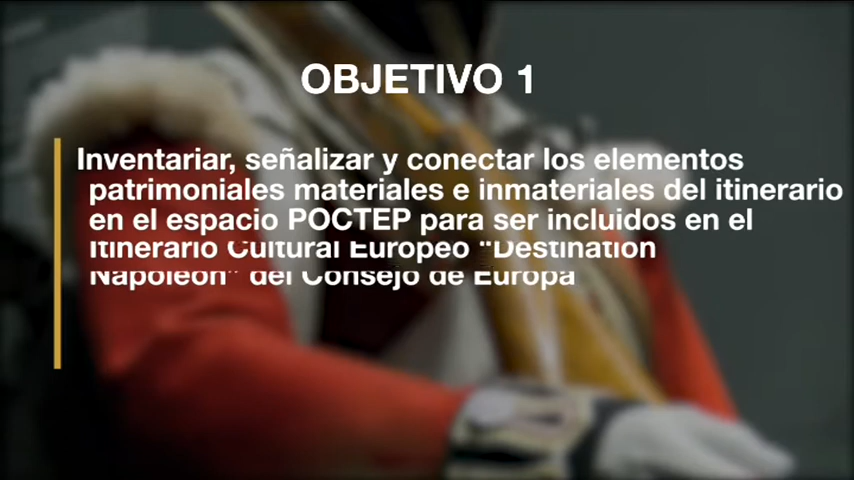 OBJETIVO 1
Inventariar, señalizar y conectar los elementos
patrimoniales materiales e inmateriales del itinerario
en el espacio POCTEP para ser incluidos en el
Itinerario Cultural Europeo "Destination
Napoleon" del Consejo de Europa